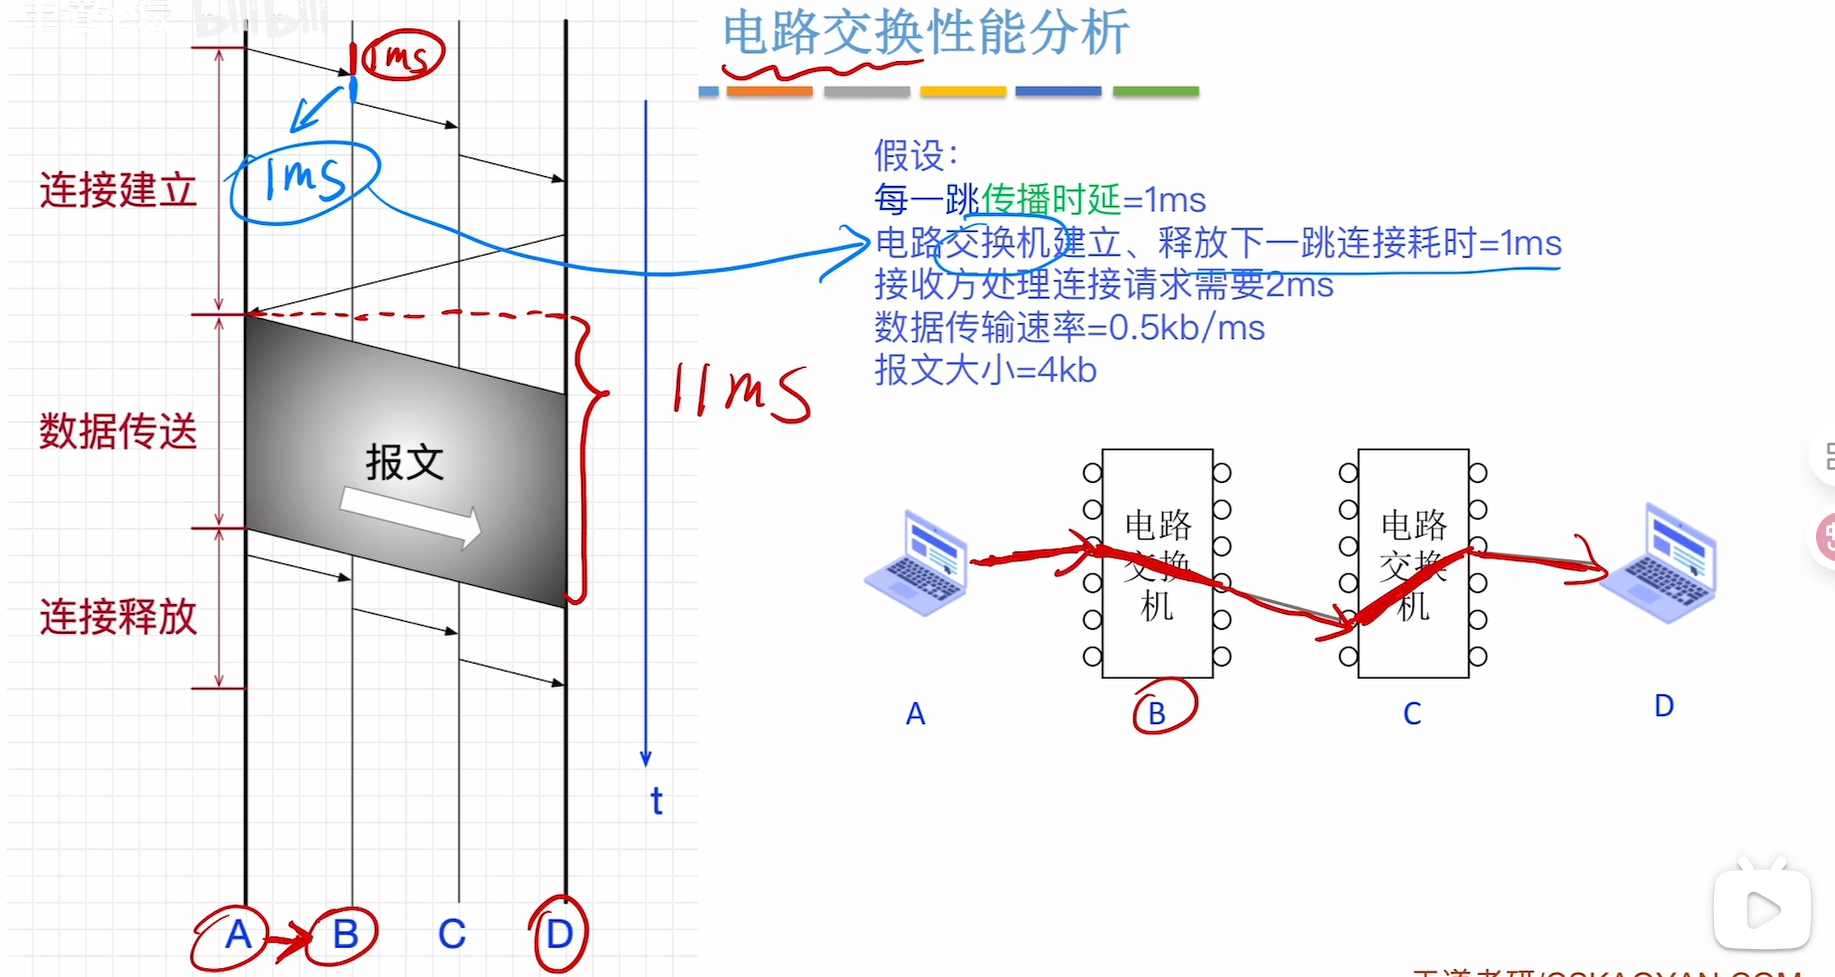 bilibili
电路交换性能分析
1ms
1ms
假设：
每一跳传播时延=1ms
电路交换机建立、释放下一跳连接耗时=1ms
接收方处理连接请求需要2ms
数据传输速率=0.5kb/ms
报文大小=4kb
连接建立
11ms
数据传送
报文
连接释放
电路交换机
电路交换机
A
B
C
D
t
A
B
C
D